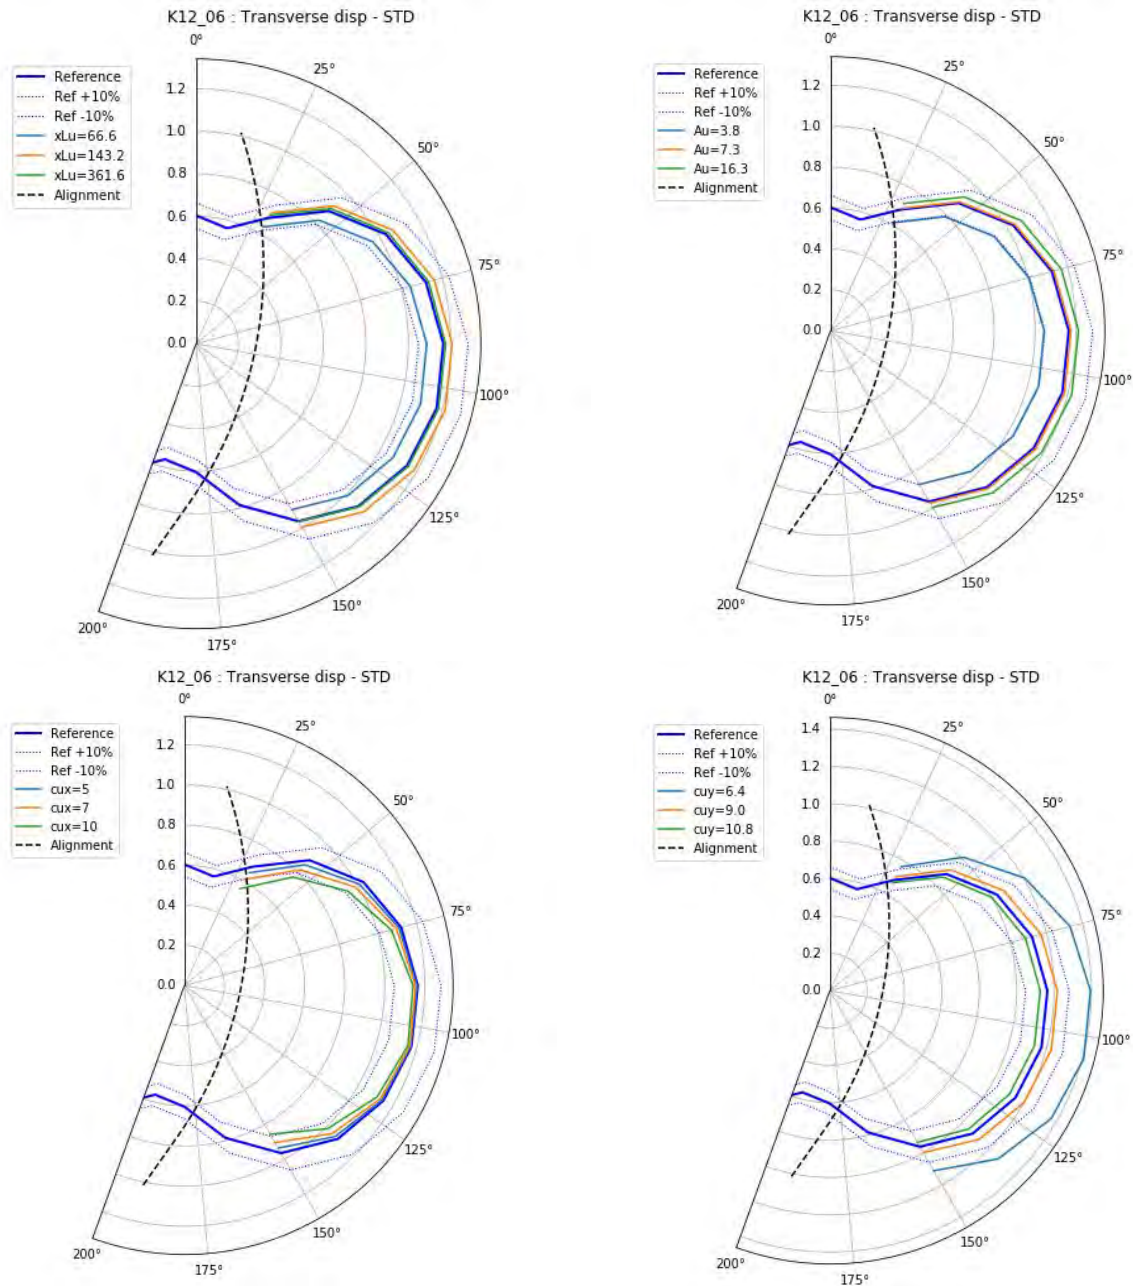 K12_06 : Transverse disp - STD
0°
25°
50°
75°
100°
125°
150°
175°
200°
1.2
1.0
0.8
0.6
0.4
0.2
0.0
Reference
Ref +10%
Ref -10%
xLu=66.6
xLu=143.2
xLu=361.6
Alignment
K12_06 : Transverse disp - STD
0°
25°
50°
75°
100°
125°
150°
175°
200°
1.2
1.0
0.8
0.6
0.4
0.2
0.0
Reference
Ref +10%
Ref -10%
Au=3.8
Au=7.3
Au=16.3
Alignment
K12_06 : Transverse disp - STD
0°
25°
50°
75°
100°
125°
150°
175°
200°
1.2
1.0
0.8
0.6
0.4
0.2
0.0
Reference
Ref +10%
Ref -10%
cux=5
cux=7
cux=10
Alignment
K12_06 : Transverse disp - STD
0°
25°
50°
75°
100°
125°
150°
175°
200°
1.4
1.2
1.0
0.8
0.6
0.4
0.2
0.0
Reference
Ref +10%
Ref -10%
cuy=6.4
cuy=9.0
cuy=10.8
Alignment